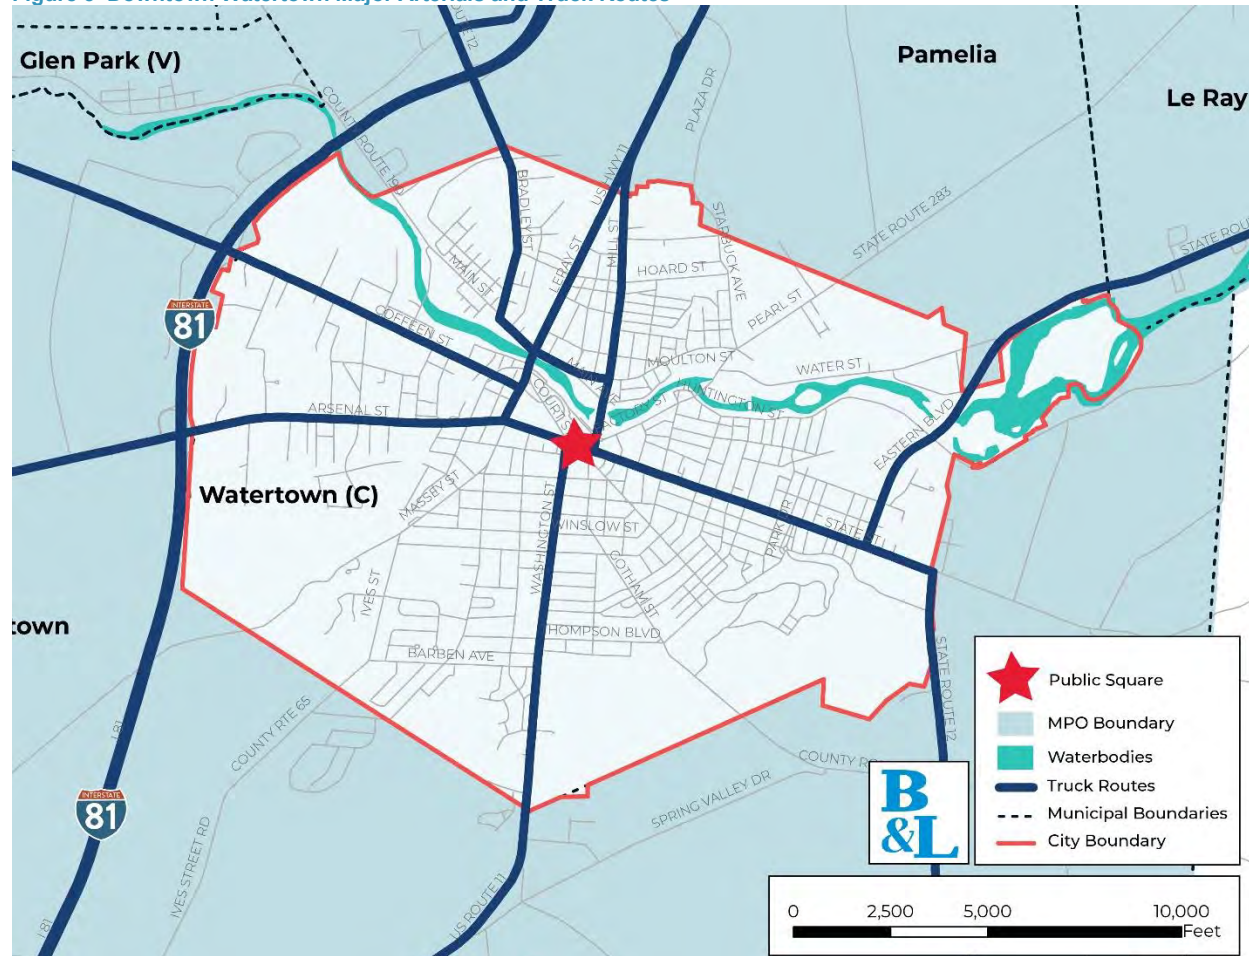 Glen Park (V)
Pamelia
Le Ray
PLAZA DR
COUNTY ROUTE 190
US HWY 11
BRADLEY ST
LERAY ST
MILL ST
STARBUCK AVE
STATE ROUTE 283
HOARD ST
MAIN ST
PEARL ST
INTERSTATE
81
COFFEEN ST
MOULTON ST
WATER ST
HUNTINGTON ST
COURT ST
ARSENAL ST
EASTERN BLVD
Watertown (C)
MASSBY ST
WASHINGTON ST
WINSLOW ST
PARK DR
STATE ST
IVES ST
GOTHAM ST
THOMPSON BLVD
BARBEN AVE
town
STATE ROUTE 12
I 81
COUNTY RTE 65
INTERSTATE
81
SPRING VALLEY DR
IVES STREET RD
US ROUTE 11
I 81
Public Square
MPO Boundary
Waterbodies
Truck Routes
Municipal Boundaries
City Boundary
B
&L
0 2,500 5,000 10,000
Feet